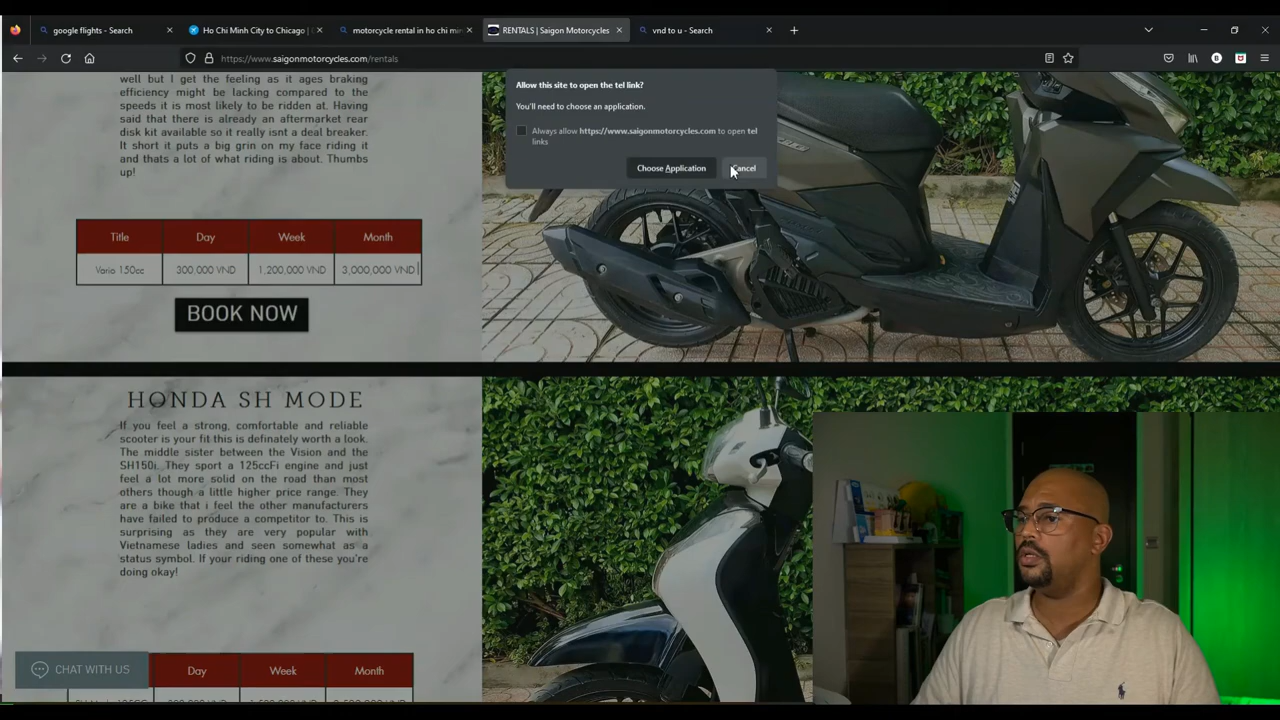 google flights - Search
Ho Chi Minh City to Chicago |
motorcycle rental in ho chi min
RENTALS | Saigon Motorcycles
vnd to u - Search
https://www.saigonmotorcycles.com/rentals
Allow this site to open the tel link?
You'll need to choose an application.
Always allow https://www.saigonmotorcycles.com to open tel
links
Choose Application
Cancel
well but I get the feeling as it ages braking
efficiency might be lacking compared to the
speeds it is most likely to be ridden at. Having
said that there is already an aftermarket rear
disk kit available so it really isnt a deal breaker.
It short it puts a big grin on my face riding it
and thats a lot of what riding is about. Thumbs
up!
Title Day Week Month
Vario 150cc 300,000 VND 1,200,000 VND 3,000,000 VND
BOOK NOW
HONDA SH MODE
If you feel a strong, comfortable and reliable
scooter is your fit this is definately worth a look.
The middle sister between the Vision and the
SH150i. They sport a 125ccFi engine and just
feel a lot more solid on the road than most
others though a little higher price range. They
are a bike that i feel the other manufacturers
have failed to produce a competitor to. This is
surprising as they are very popular with
Vietnamese ladies and seen somewhat as a
status symbol. If your riding one of these you're
doing okay!
CHAT WITH US
Day Week Month